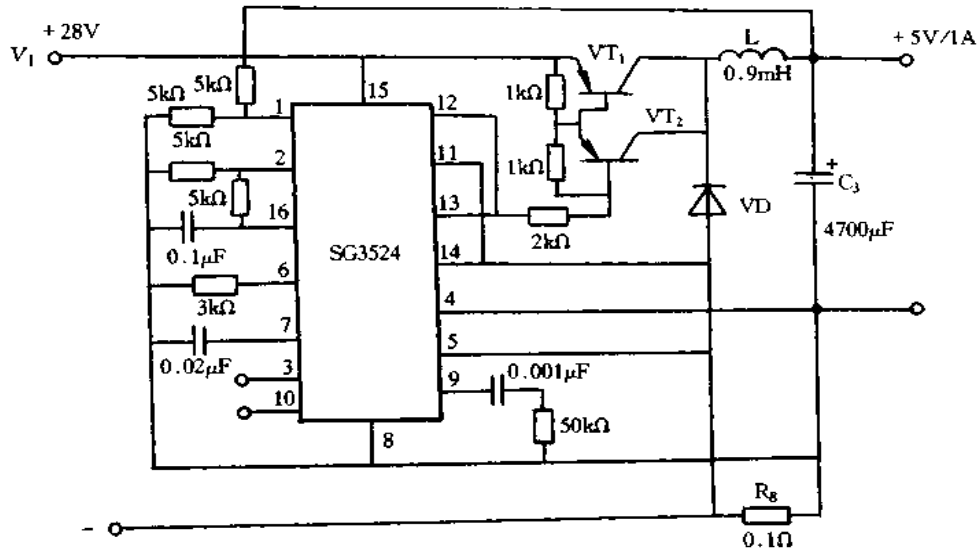 +28V
V₁
5kΩ
5kΩ
5kΩ
5kΩ
0.1μF
3kΩ
0.02μF
1
2
16
6
7
3
10
15
SG3524
8
12
11
13
14
4
5
9
0.001μF
50kΩ
2kΩ
1kΩ
1kΩ
VT₁
VT₂
L
0.9mH
+5V/1A
VD
+
C₃
4700μF
R₈
0.1Ω
−